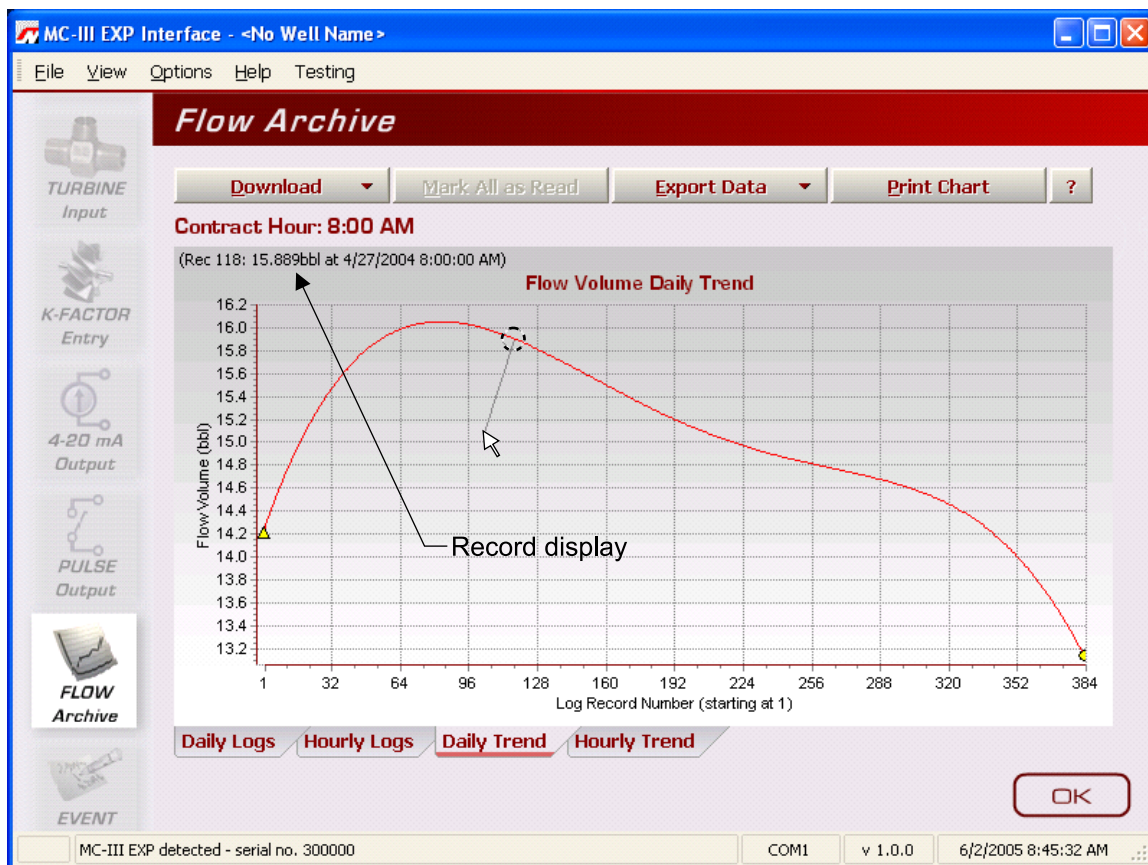 MC-III EXP Interface - <No Well Name>
File View Options Help Testing
Flow Archive
TURBINE
Input
K-FACTOR
Entry
4-20 mA
Output
PULSE
Output
FLOW
Archive
EVENT
Download
Mark All as Read
Export Data
Print Chart
?
Contract Hour: 8:00 AM
(Rec 118: 15.889bbl at 4/27/2004 8:00:00 AM)
Flow Volume Daily Trend
Flow Volume (bbl)
16.2
16.0
15.8
15.6
15.4
15.2
15.0
14.8
14.6
14.4
14.2
14.0
13.8
13.6
13.4
13.2
Record display
1 32 64 96 128 160 192 224 256 288 320 352 384
Log Record Number (starting at 1)
Daily Logs Hourly Logs Daily Trend Hourly Trend
OK
MC-III EXP detected - serial no. 300000 COM1 v 1.0.0 6/2/2005 8:45:32 AM